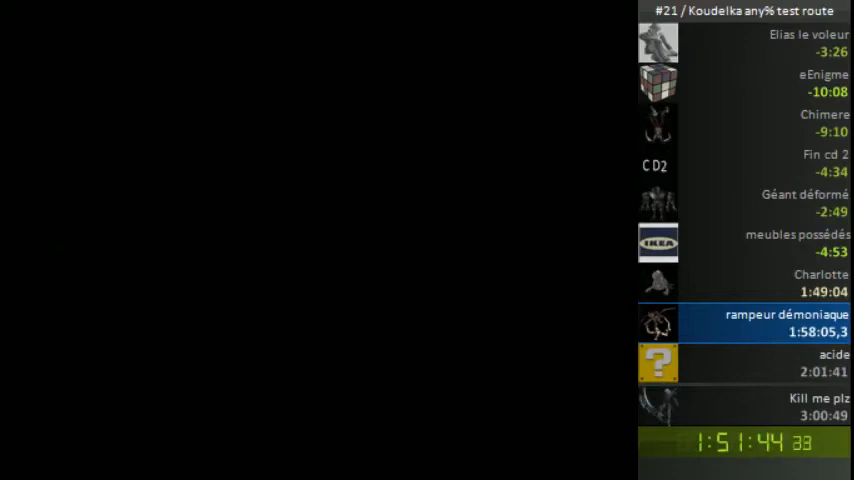 #21 / Koudelka any% test route
Elias le voleur
-3:26
eEnigme
-10:08
Chimere
-9:10
CD2
Fin cd 2
-4:34
Géant déformé
-2:49
IKEA
meubles possédés
-4:53
Charlotte
1:49:04
rampeur démoniaque
1:58:05,3
?
acide
2:01:41
Kill me plz
3:00:49
1:51:44 33